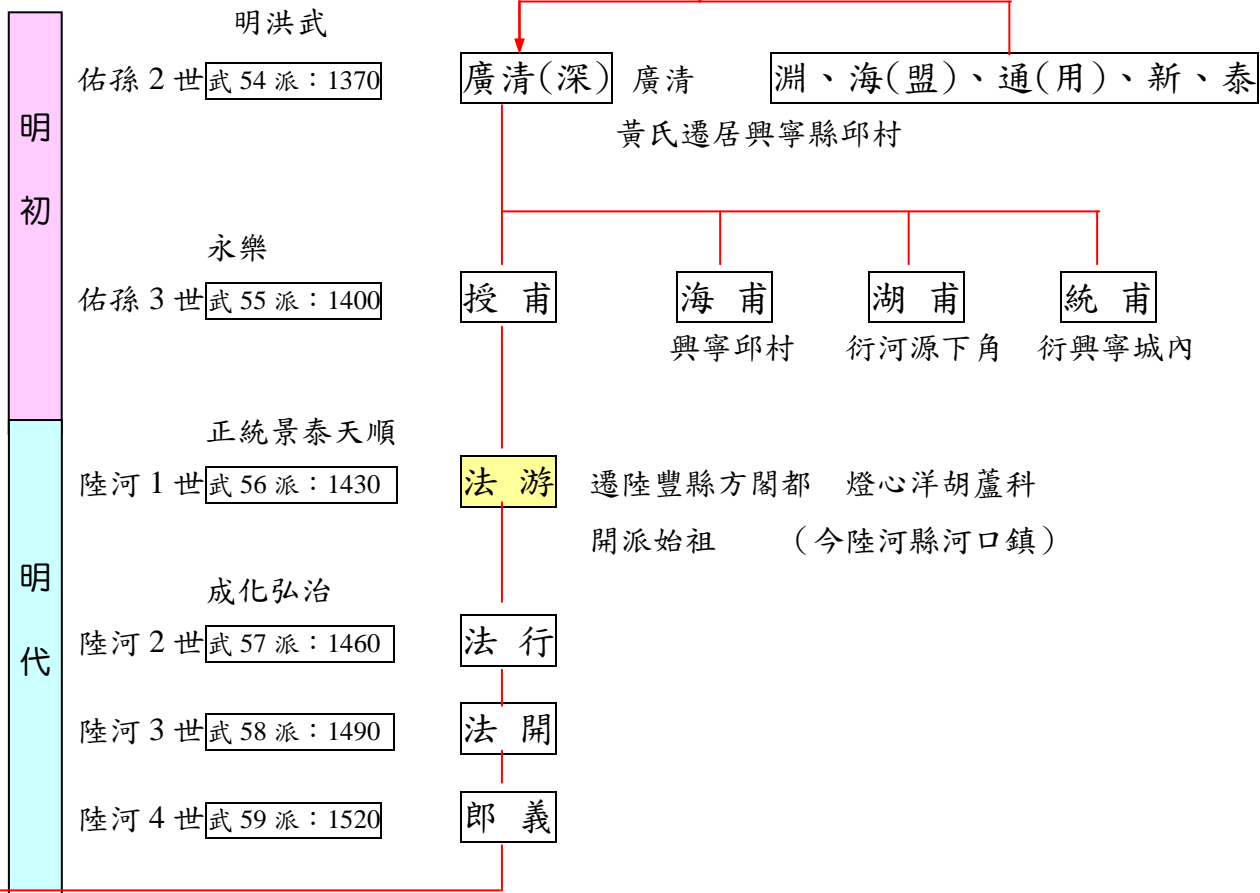 明初
明洪武
佑孫 2 世 武 54 派：1370 廣清(深) 廣清 淵、海(盟)、通(用)、新、泰
黃氏遷居興寧縣邱村
永樂
佑孫 3 世 武 55 派：1400 授甫 海甫 湖甫 統甫
興寧邱村 衍河源下角 衍興寧城內
明代
正統景泰天順
陸河 1 世 武 56 派：1430 法游 遷陸豐縣方閣都 燈心洋胡蘆科
開派始祖 （今陸河縣河口鎮）
成化弘治
陸河 2 世 武 57 派：1460 法行
陸河 3 世 武 58 派：1490 法開
陸河 4 世 武 59 派：1520 郎義